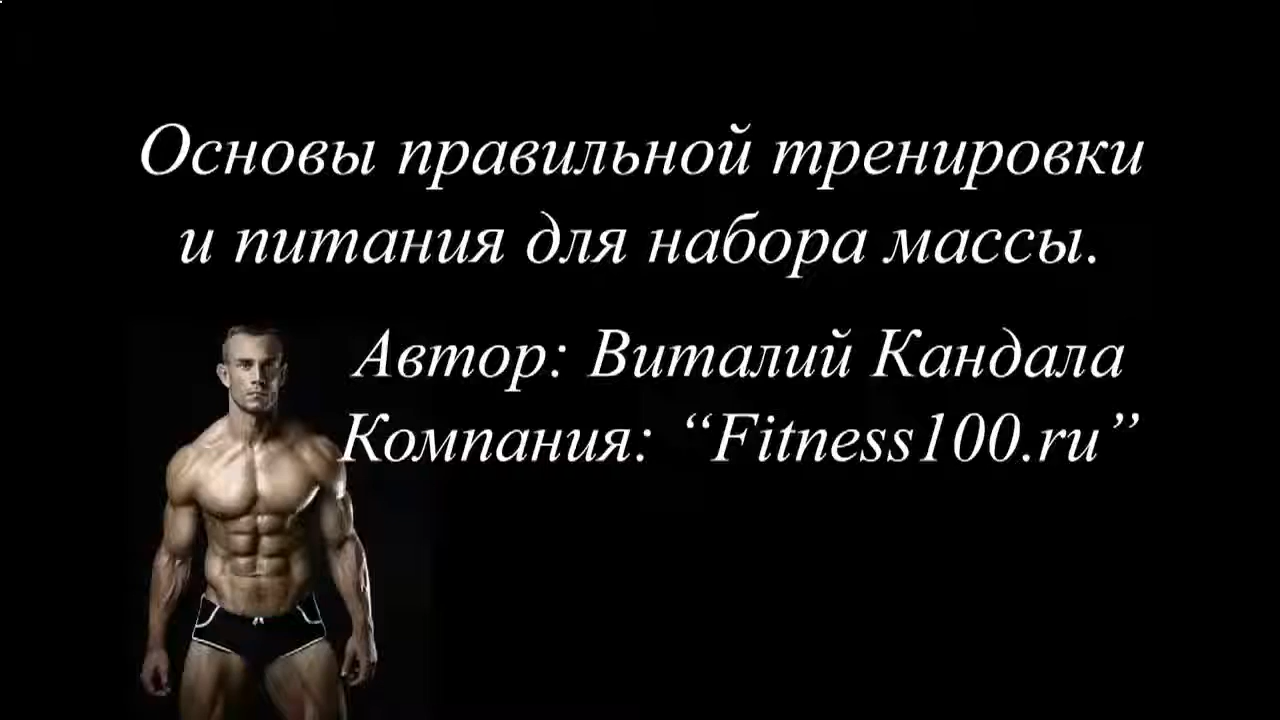 Основы правильной тренировки
и питания для набора массы.
Автор: Виталий Кандала
Компания: “Fitness100.ru”